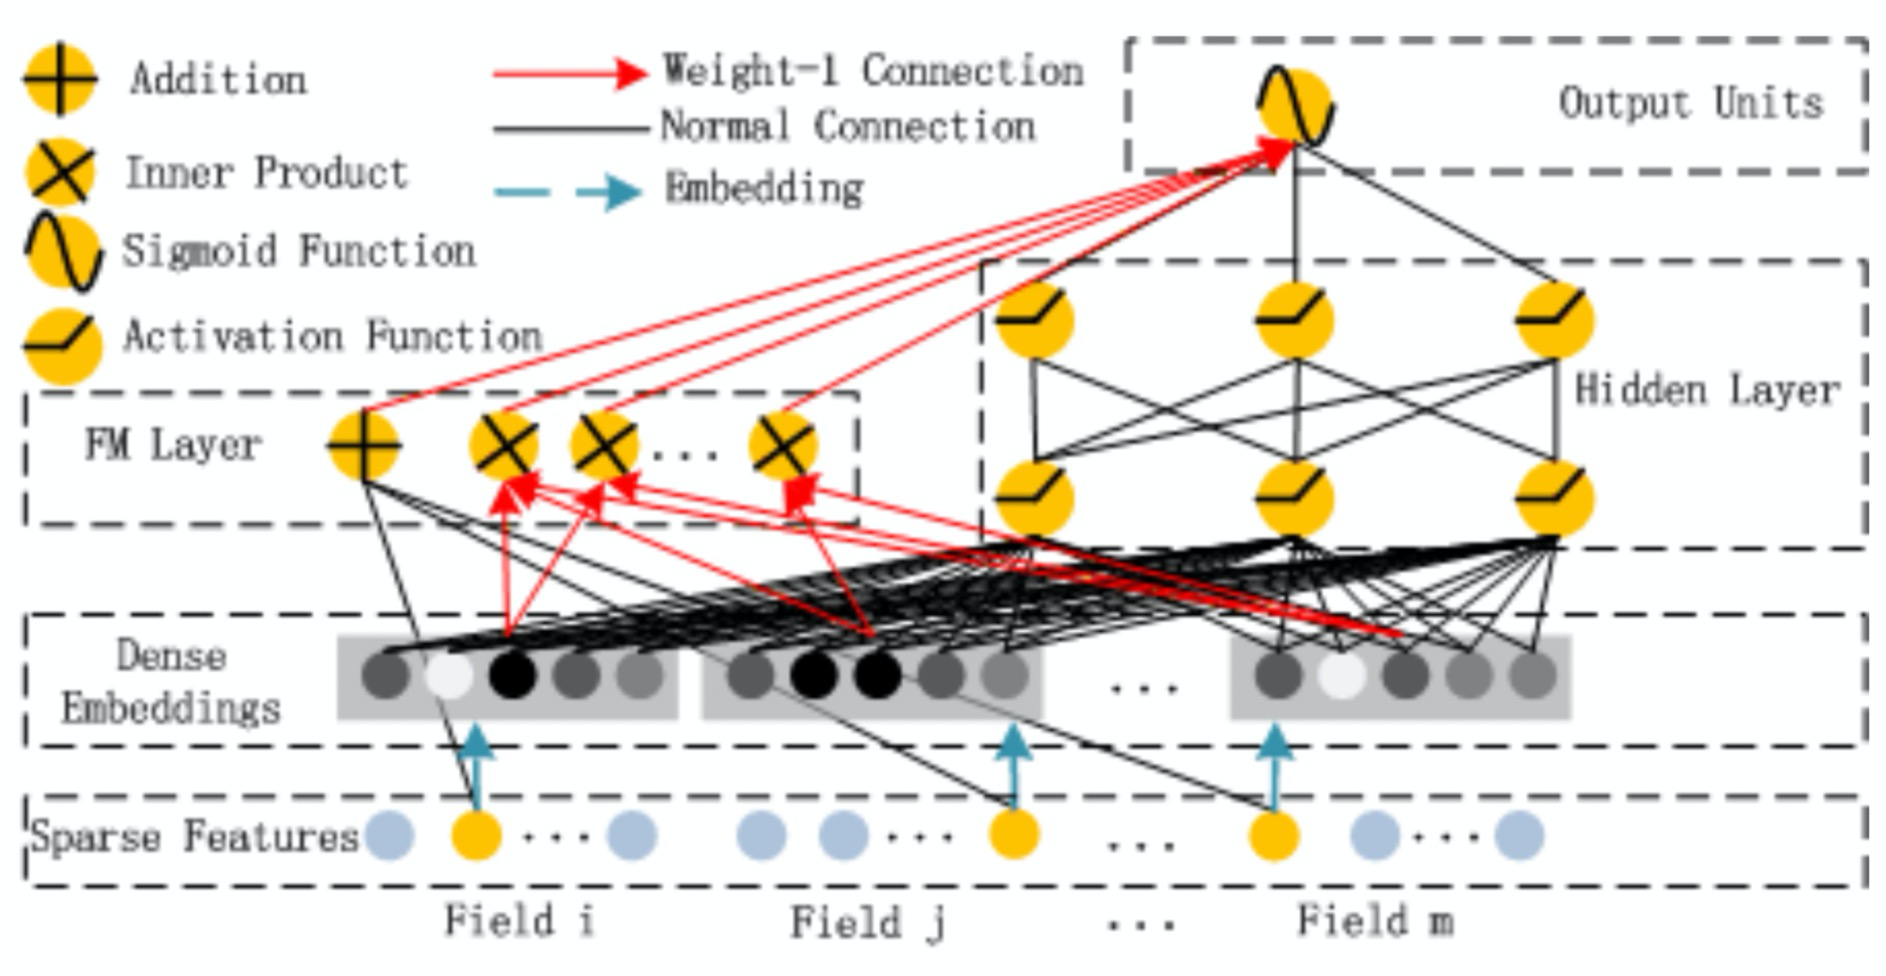 Addition
Inner Product
Sigmoid Function
Activation Function
Weight-1 Connection
Normal Connection
Embedding
Output Units
Hidden Layer
FM Layer
...
Dense
Embeddings
...
Sparse Features
...
...
...
...
Field i
Field j
...
Field m